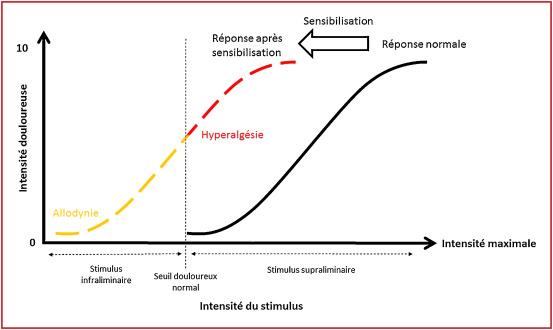 Sensibilisation
10
Réponse après
sensibilisation
Réponse normale
Intensité douloureuse
Hyperalgésie
Allodynie
0
Intensité maximale
Stimulus
infraliminaire
Seuil douloureux
normal
Stimulus supraliminaire
Intensité du stimulus